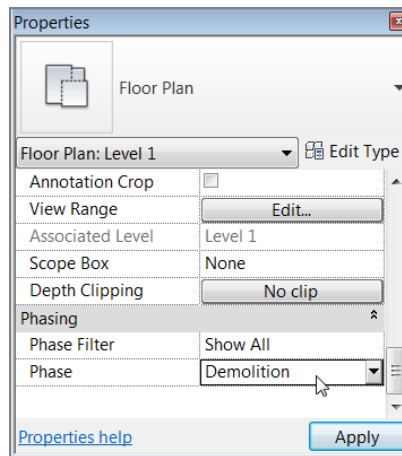 Properties
Floor Plan
Floor Plan: Level 1 Edit Type
Annotation Crop
View Range Edit...
Associated Level Level 1
Scope Box None
Depth Clipping No clip
Phasing
Phase Filter Show All
Phase Demolition
Properties help Apply